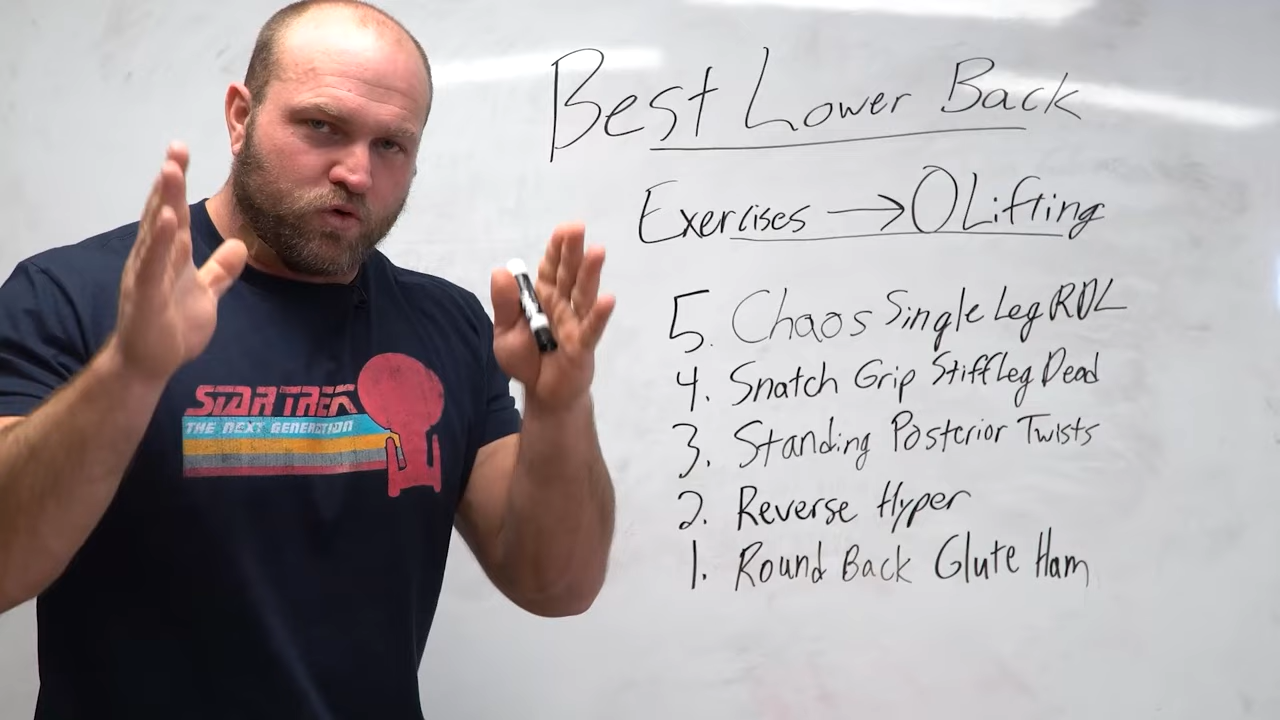 STAR TREK
THE NEXT GENERATION
Best Lower Back
Exercises → OLifting
5. Chaos Single Leg RDL
4. Snatch Grip Stiff Leg Dead
3. Standing Posterior Twists
2. Reverse Hyper
1. Round Back Glute Ham